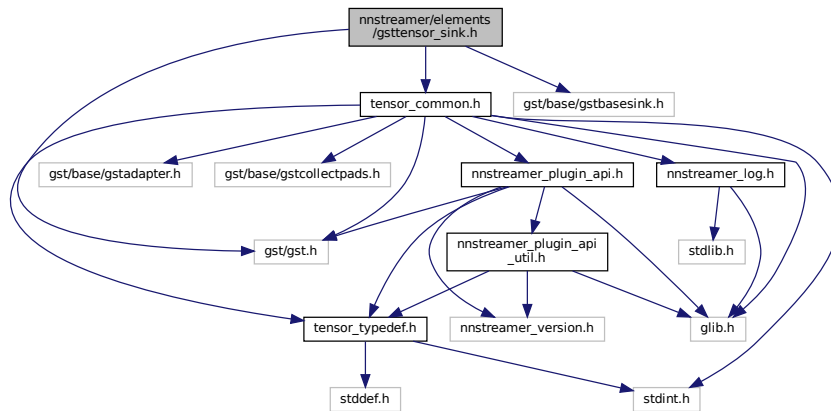 nnstreamer/elements
/gsttensor_sink.h
tensor_common.h
gst/base/gstbasesink.h
gst/base/gstadapter.h
gst/base/gstcollectpads.h
nnstreamer_plugin_api.h
nnstreamer_log.h
gst/gst.h
nnstreamer_plugin_api
_util.h
stdlib.h
tensor_typedef.h
nnstreamer_version.h
glib.h
stddef.h
stdint.h